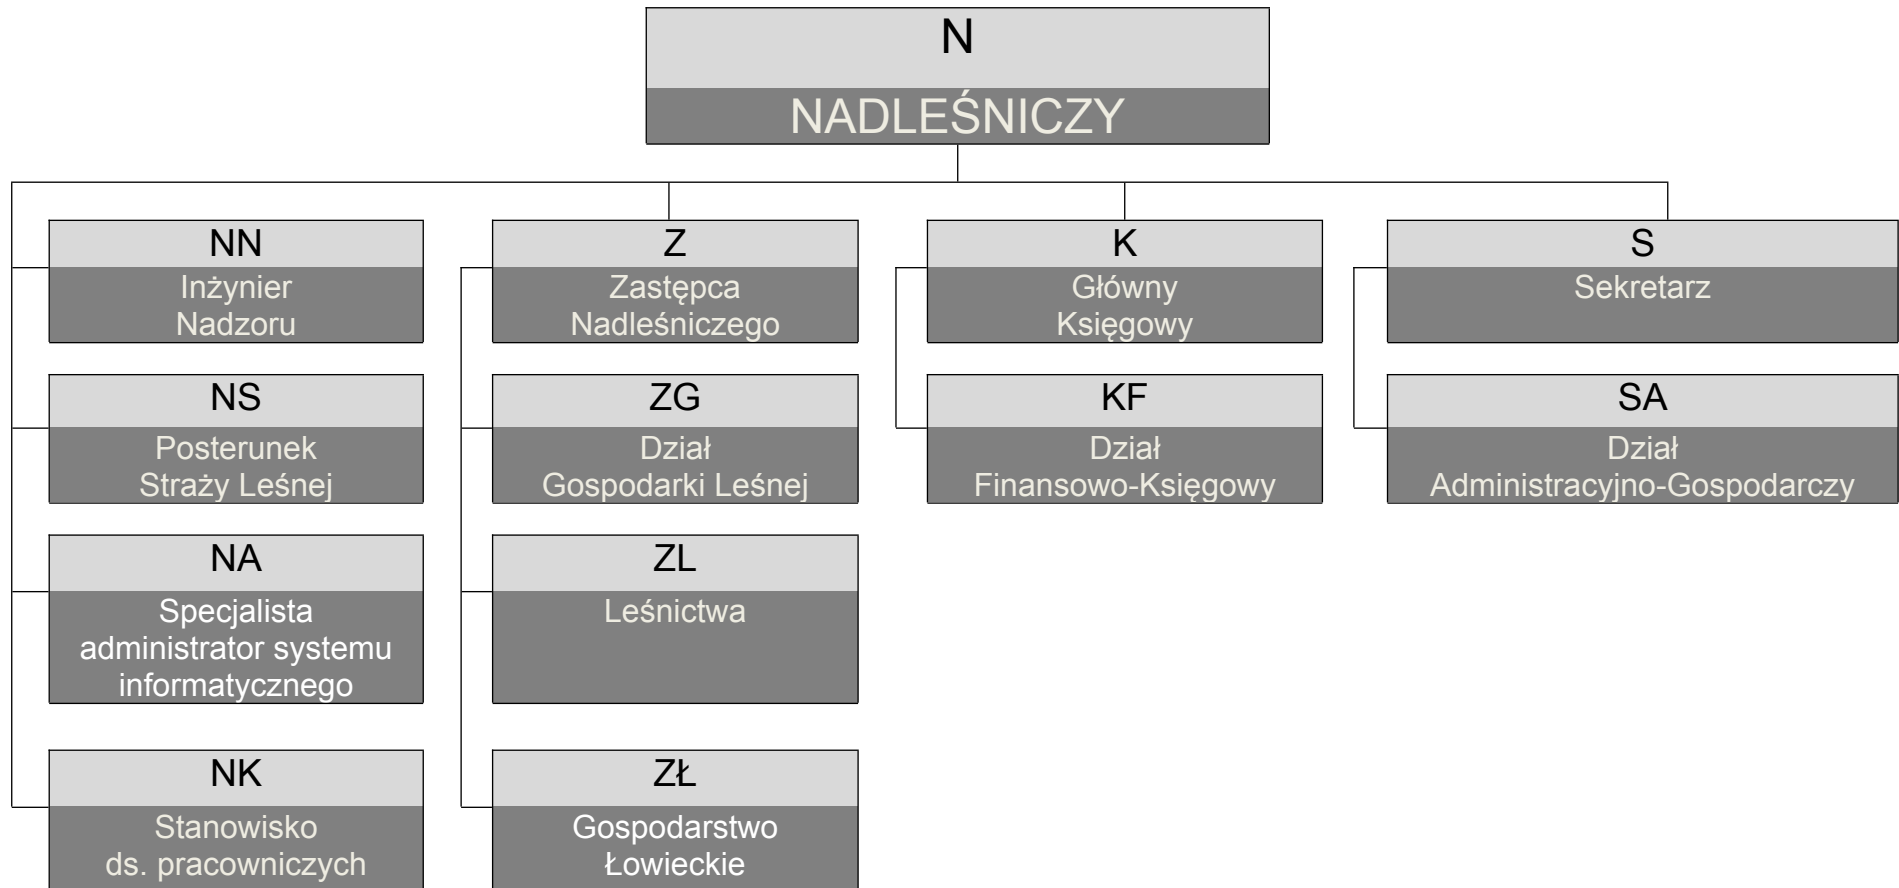 N
NADLEŚNICZY
NN
Inżynier
Nadzoru
NS
Posterunek
Straży Leśnej
NA
Specjalista
administrator systemu
informatycznego
NK
Stanowisko
ds. pracowniczych
Z
Zastępca
Nadleśniczego
ZG
Dział
Gospodarki Leśnej
ZL
Leśnictwa
ZŁ
Gospodarstwo
Łowieckie
K
Główny
Księgowy
KF
Dział
Finansowo-Księgowy
S
Sekretarz
SA
Dział
Administracyjno-Gospodarczy